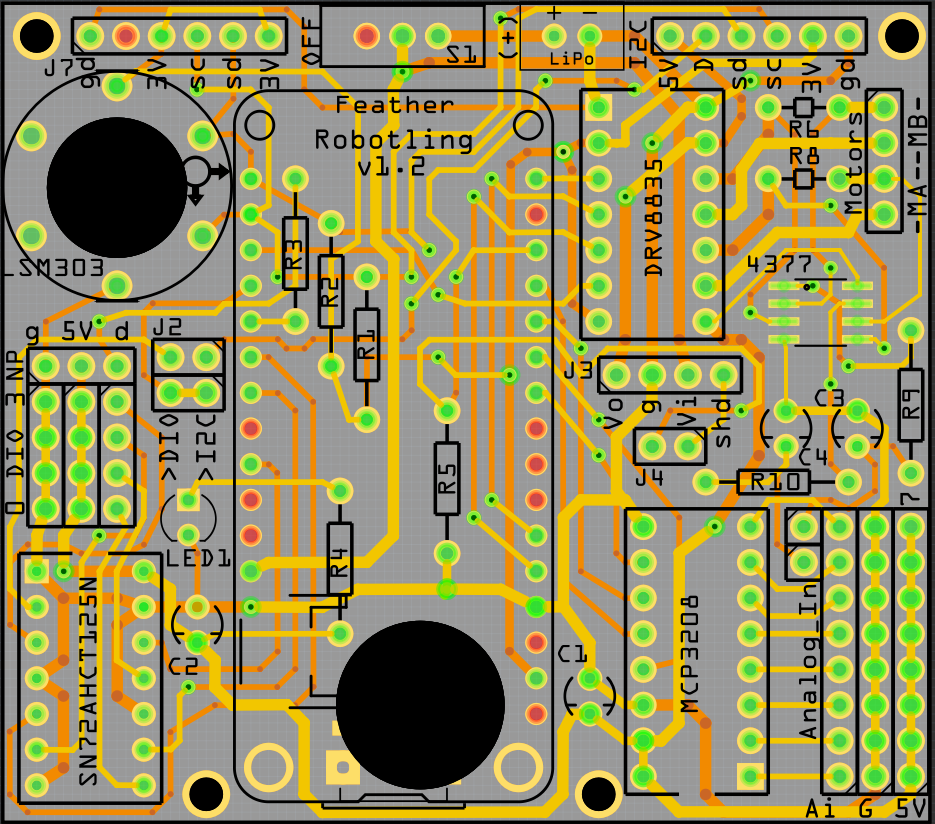 J7
gd
3V
sc
sd
3V
OFF
S1
(+)
+ -
LiPo
I2C
5V
D
sd
sc
3V
gd
Feather
Robotling
v1.2
DRV8835
R6
R8
Motors
-MA--MB-
LSM303
R3
R2
R1
4377
g 5V d
J2
J3
Vo
g
Vi
shd
C3
R9
0 DIO 3
NP
>DIO
>I2C
J4
C4
R10
R5
7
LED1
R4
SN72AHCT125N
C2
C1
MCP3208
Analog_In
Ai G 5V